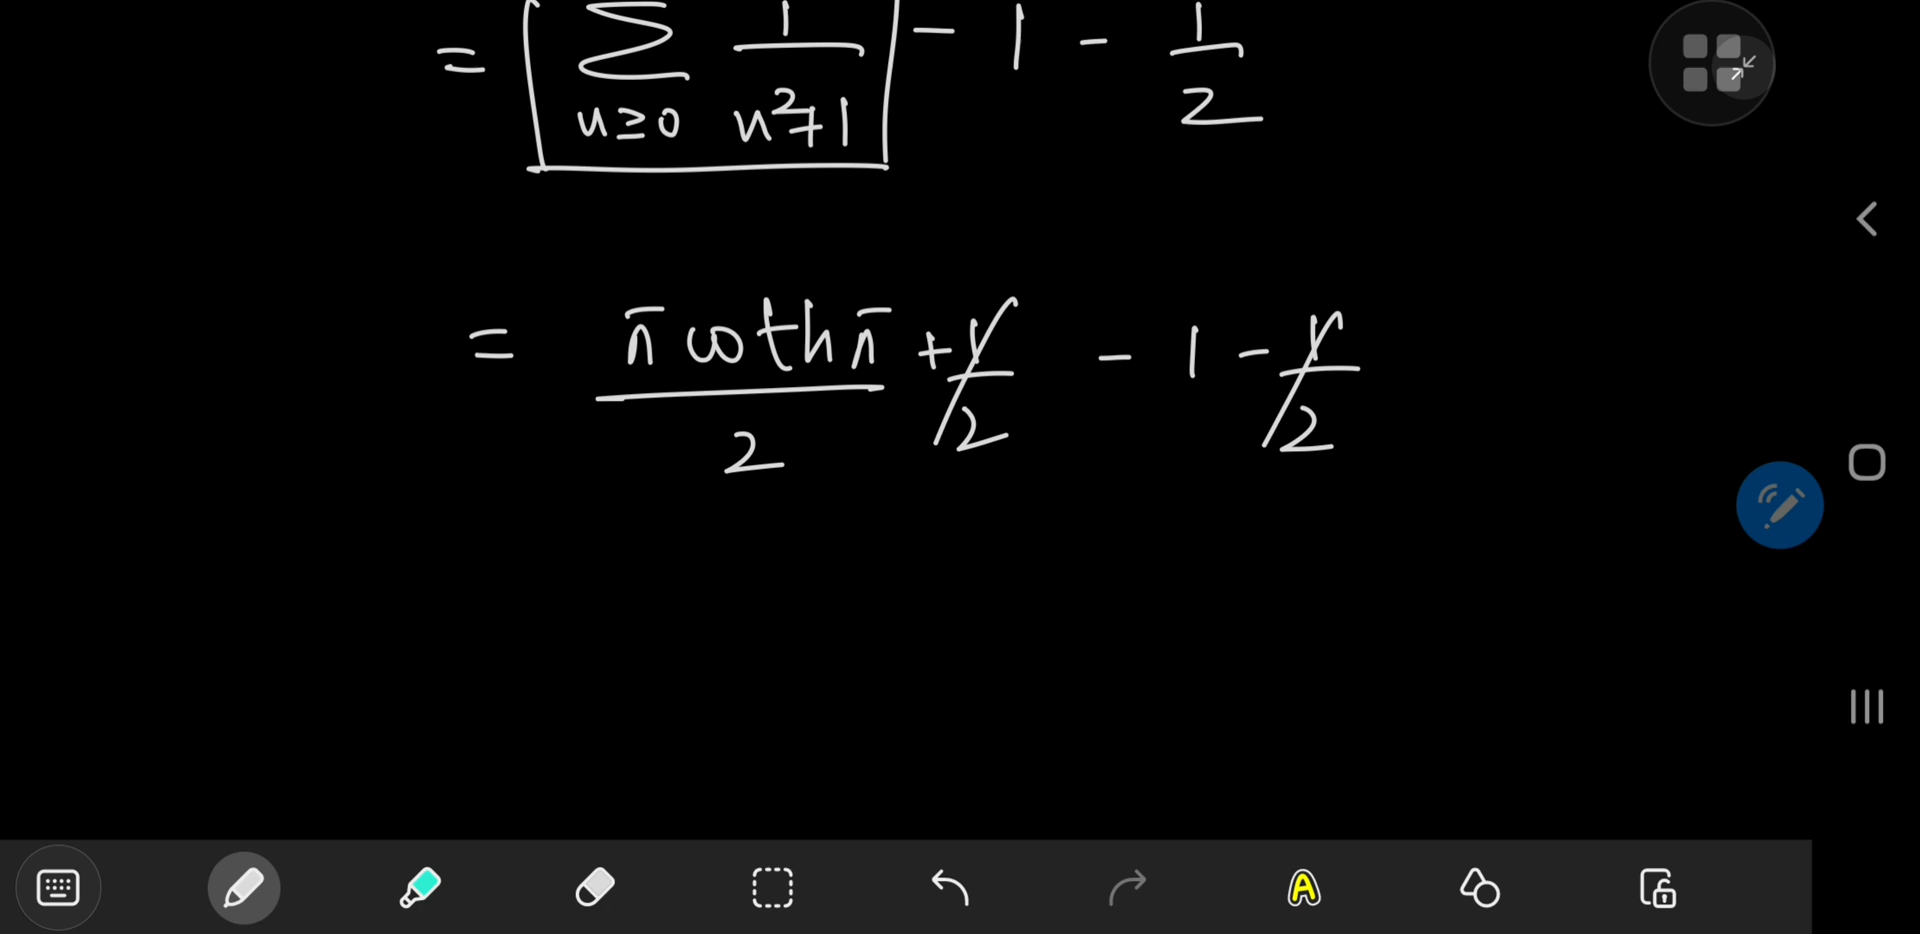 = [∑_{n≥0} 1/(n²+1)] - 1 - 1/2
= (π coth π)/2 + 1/2 - 1 - 1/2
A